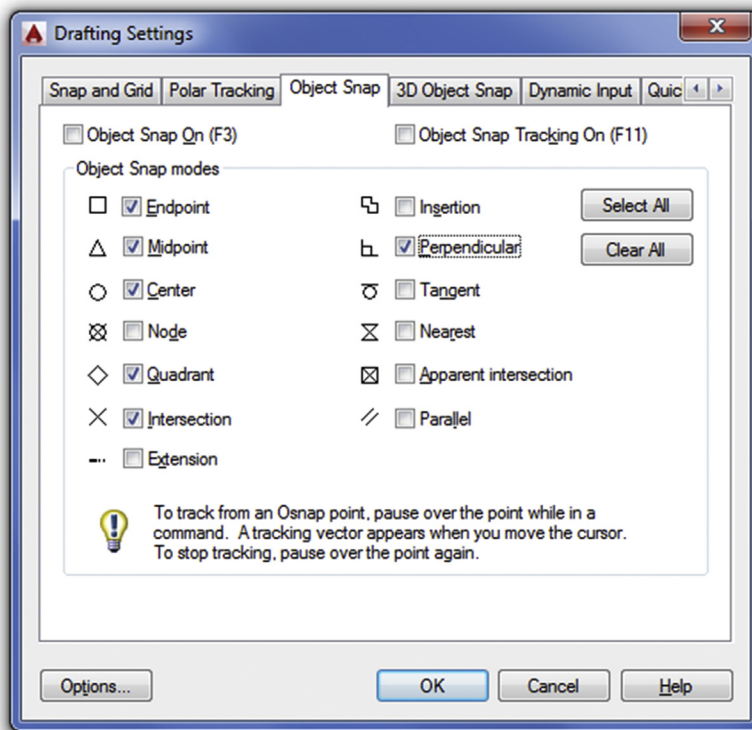 Drafting Settings
Snap and Grid Polar Tracking Object Snap 3D Object Snap Dynamic Input Quic
Object Snap On (F3) Object Snap Tracking On (F11)
Object Snap modes
Endpoint Insertion Select All
Midpoint Perpendicular Clear All
Center Tangent
Node Nearest
Quadrant Apparent intersection
Intersection Parallel
Extension
To track from an Osnap point, pause over the point while in a
command. A tracking vector appears when you move the cursor.
To stop tracking, pause over the point again.
Options... OK Cancel Help